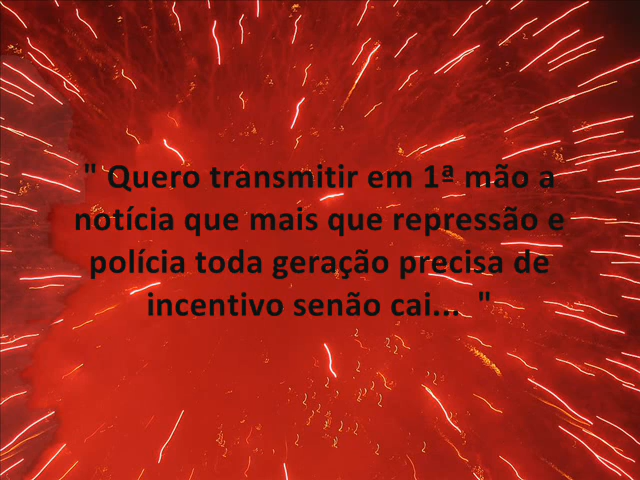 " Quero transmitir em 1ª mão a
notícia que mais que repressão e
polícia toda geração precisa de
incentivo senão cai... "